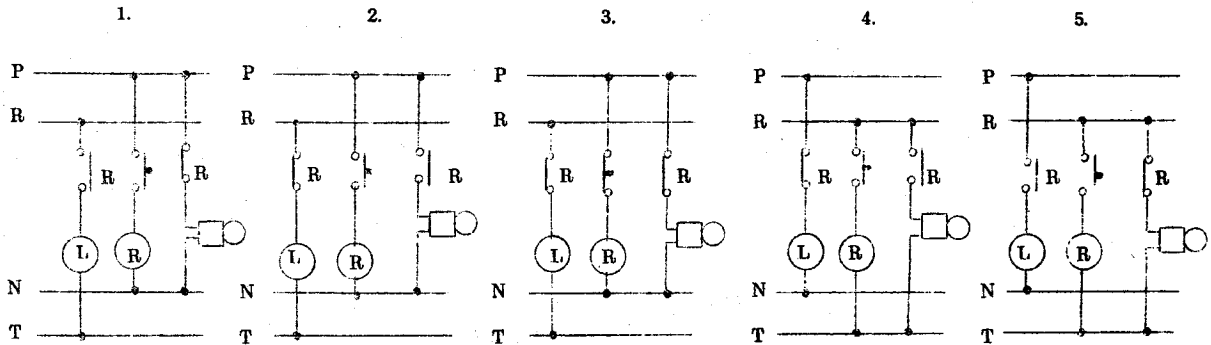 1. 2. 3. 4. 5.
P P P P P
R R R R R
R R R R R R R R
L R L R L R L R L R
N N N N N
T T T T T